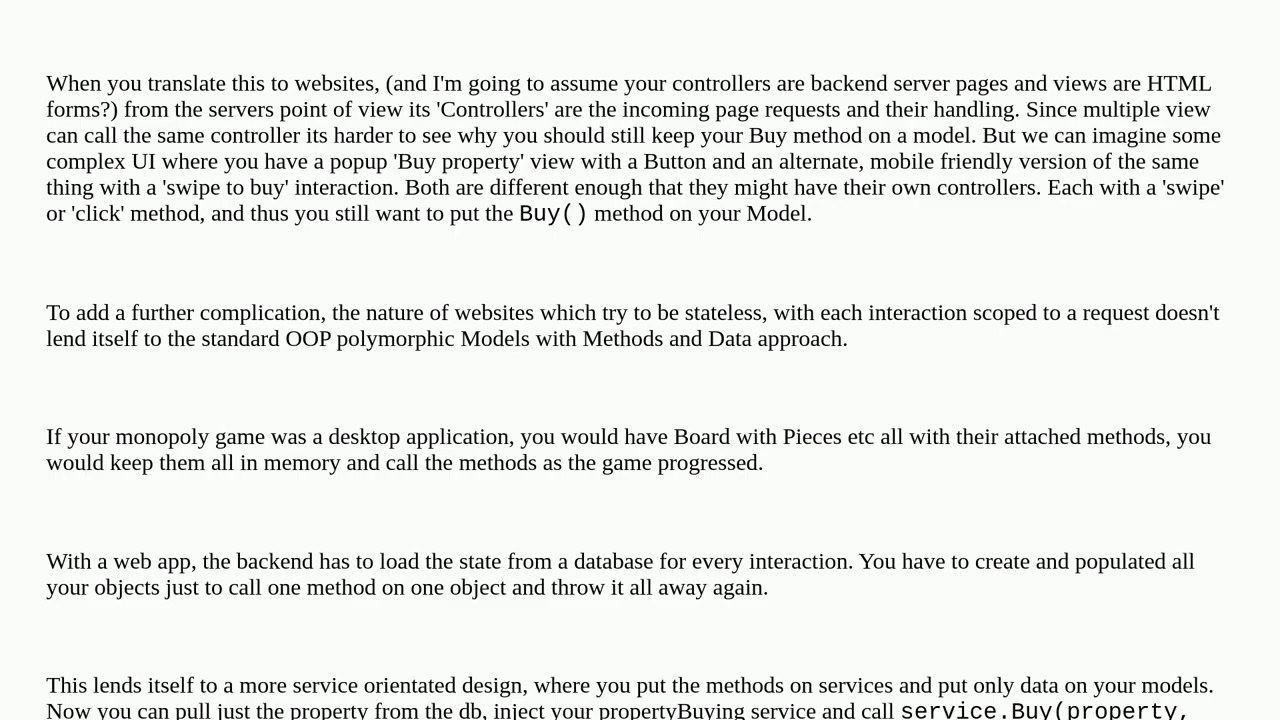 When you translate this to websites, (and I'm going to assume your controllers are backend server pages and views are HTML
forms?) from the servers point of view its 'Controllers' are the incoming page requests and their handling. Since multiple view
can call the same controller its harder to see why you should still keep your Buy method on a model. But we can imagine some
complex UI where you have a popup 'Buy property' view with a Button and an alternate, mobile friendly version of the same
thing with a 'swipe to buy' interaction. Both are different enough that they might have their own controllers. Each with a 'swipe'
or 'click' method, and thus you still want to put the Buy() method on your Model.
To add a further complication, the nature of websites which try to be stateless, with each interaction scoped to a request doesn't
lend itself to the standard OOP polymorphic Models with Methods and Data approach.
If your monopoly game was a desktop application, you would have Board with Pieces etc all with their attached methods, you
would keep them all in memory and call the methods as the game progressed.
With a web app, the backend has to load the state from a database for every interaction. You have to create and populated all
your objects just to call one method on one object and throw it all away again.
This lends itself to a more service orientated design, where you put the methods on services and put only data on your models.
Now you can pull just the property from the db, inject your propertyBuying service and call service.Buy(property,